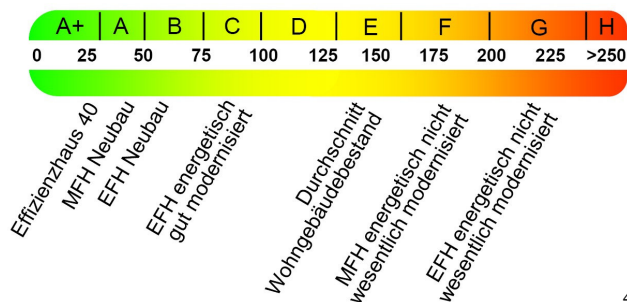 A+ A B C D E F G H
0 25 50 75 100 125 150 175 200 225 >250
Effizienzhaus 40
MFH Neubau
EFH Neubau
EFH energetisch
gut modernisiert
Durchschnitt
Wohngebäudebestand
MFH energetisch nicht
wesentlich modernisiert
EFH energetisch nicht
wesentlich modernisiert